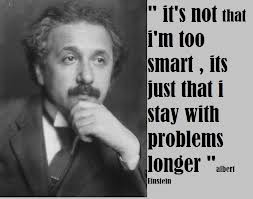 " it's not that
i'm too
smart , its
just that i
stay with
problems
longer "albert
Einstein